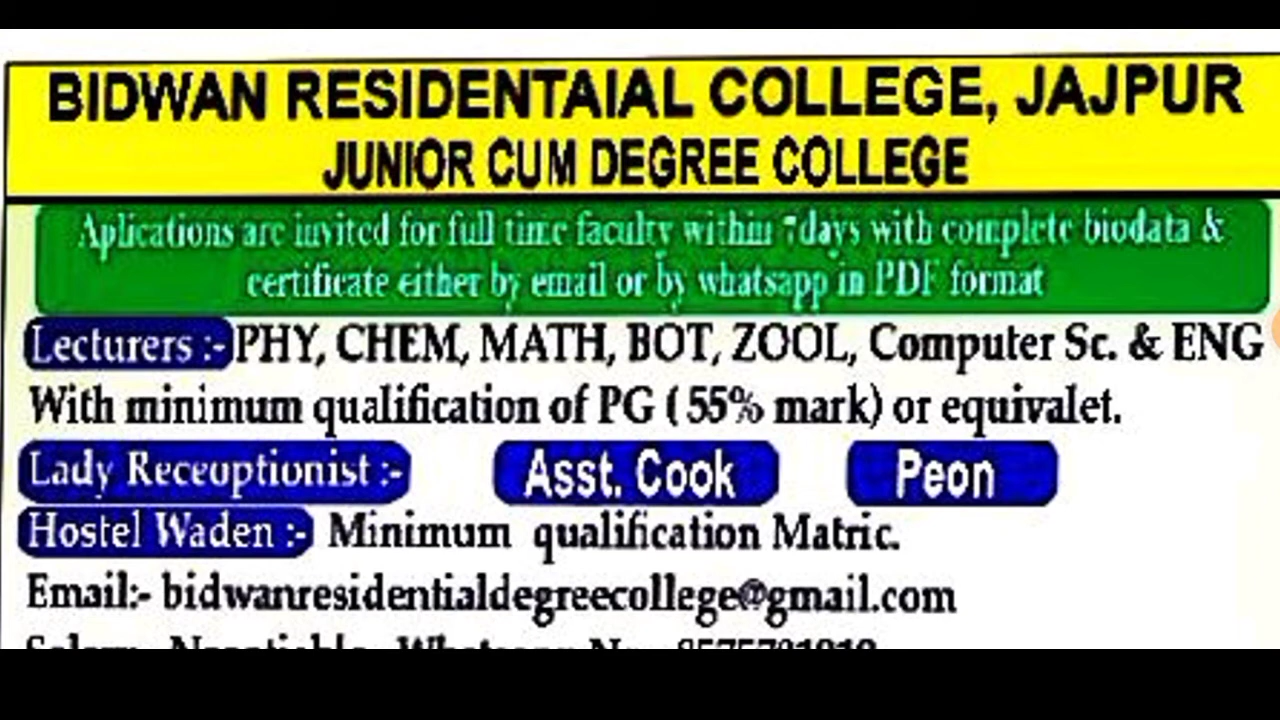 BIDWAN RESIDENTAIAL COLLEGE, JAJPUR
JUNIOR CUM DEGREE COLLEGE
Aplications are invited for full time faculty within 7days with complete biodata &
certificate either by email or by whatsapp in PDF format
Lecturers :- PHY, CHEM, MATH, BOT, ZOOL, Computer Sc. & ENG
With minimum qualification of PG ( 55% mark) or equivalet.
Lady Receoptionist :- Asst. Cook Peon
Hostel Waden :- Minimum qualification Matric.
Email:- bidwanresidentialdegreecollege@gmail.com